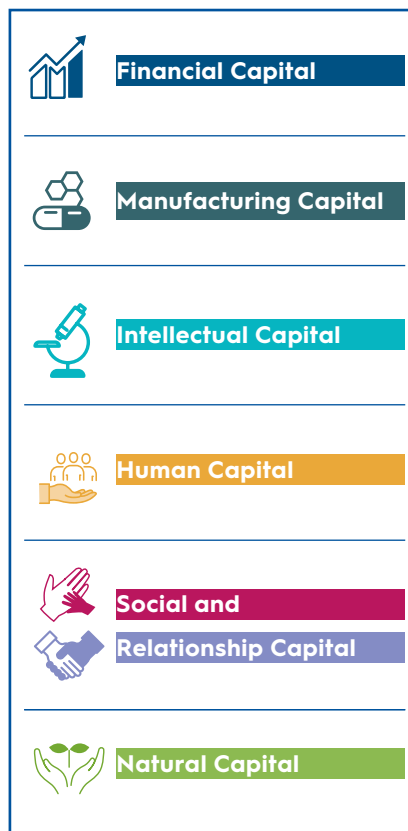 Financial Capital
Manufacturing Capital
Intellectual Capital
Human Capital
Social and
Relationship Capital
Natural Capital